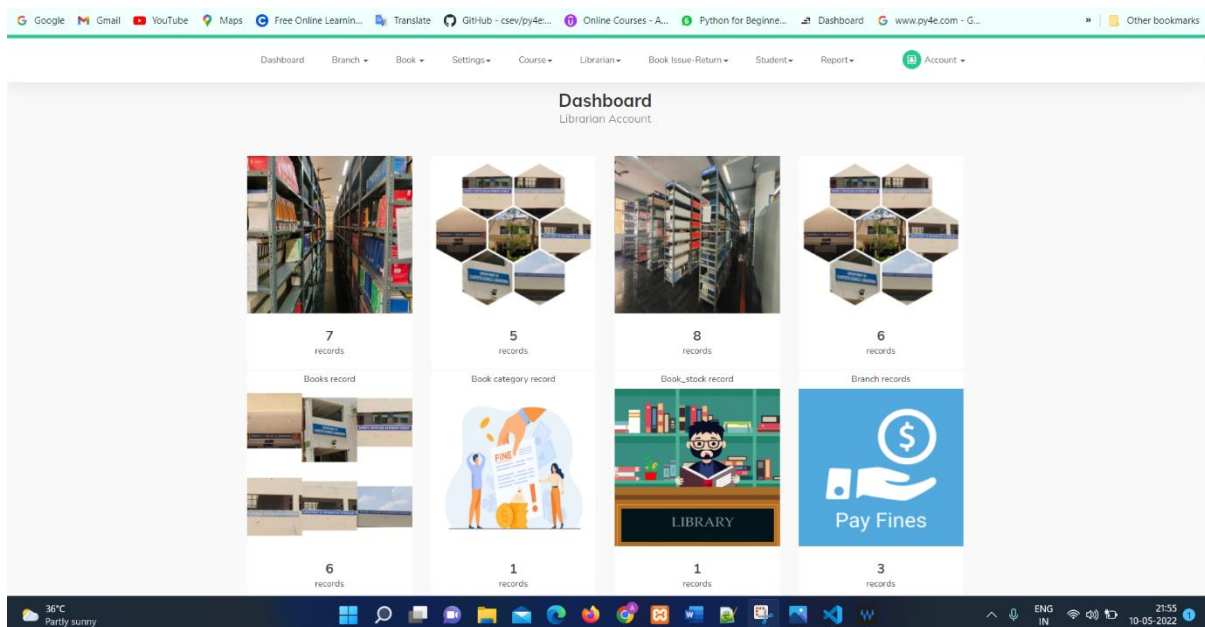 Google Gmail YouTube Maps Free Online Learnin... Translate GitHub - csev/py4e:... Online Courses - A... Python for Beginne... Dashboard www.py4e.com - G... » Other bookmarks
Dashboard Branch Book Settings Course Librarian Book Issue-Return Student Report Account
Dashboard
Librarian Account
7 5 8 6
records records records records
Books record Book category record Book_stock record Branch records
FINE
LIBRARY
$
Pay Fines
6 1 1 3
records records records records
36°C
Partly sunny
ENG
IN
21:55
10-05-2022
1